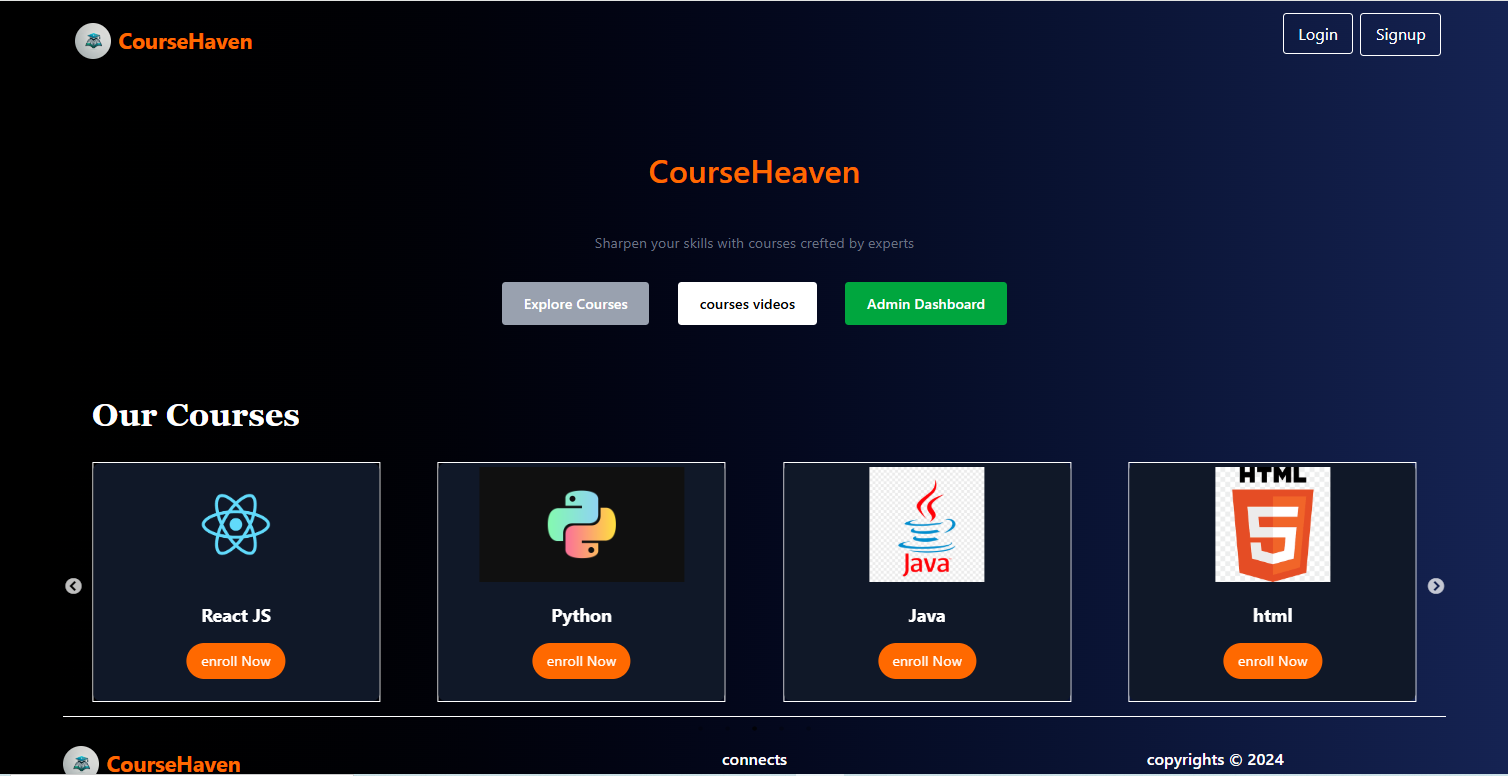 CourseHaven
Login
Signup
CourseHeaven
Sharpen your skills with courses crefted by experts
Explore Courses
courses videos
Admin Dashboard
Our Courses
Java
HTML
5
React JS
Python
Java
html
enroll Now
enroll Now
enroll Now
enroll Now
CourseHaven
connects
copyrights © 2024